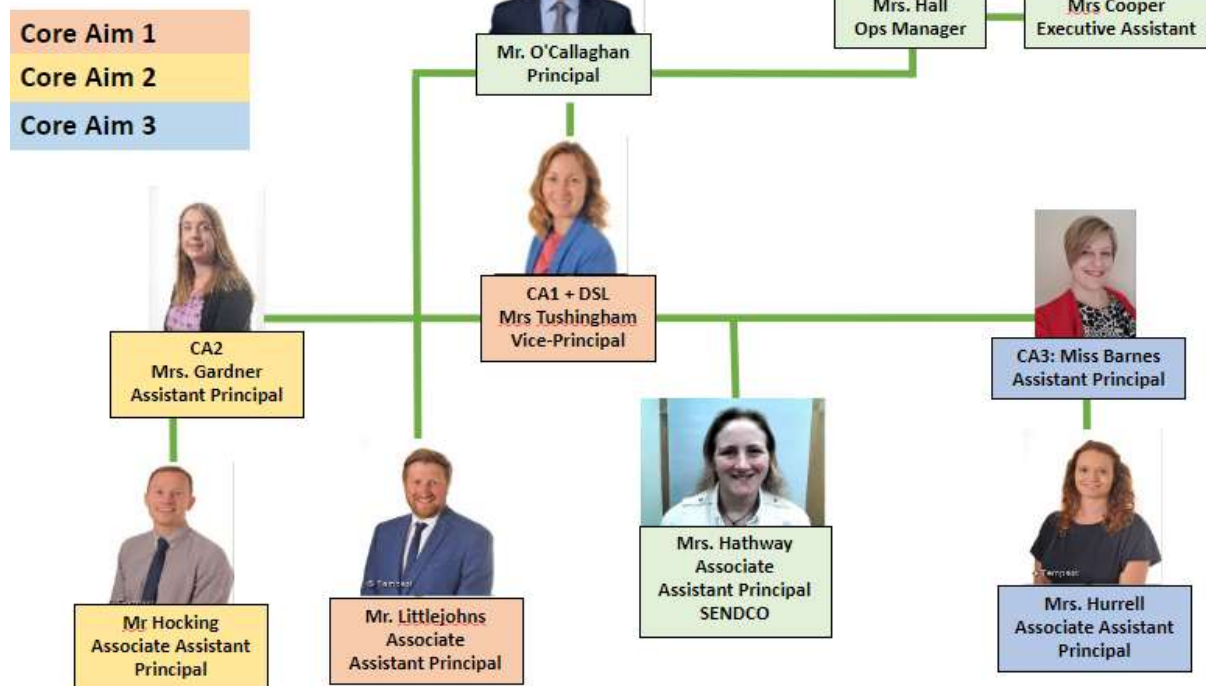 Core Aim 1
Core Aim 2
Core Aim 3
Mr. O'Callaghan
Principal
Mrs. Hall
Ops Manager
Mrs Cooper
Executive Assistant
CA1 + DSL
Mrs Tushingham
Vice-Principal
CA2
Mrs. Gardner
Assistant Principal
CA3: Miss Barnes
Assistant Principal
Mr Hocking
Associate Assistant
Principal
© Tempest
Mr. Littlejohns
Associate
Assistant Principal
Mrs. Hathway
Associate
Assistant Principal
SENDCO
Tempest
Mrs. Hurrell
Associate Assistant
Principal